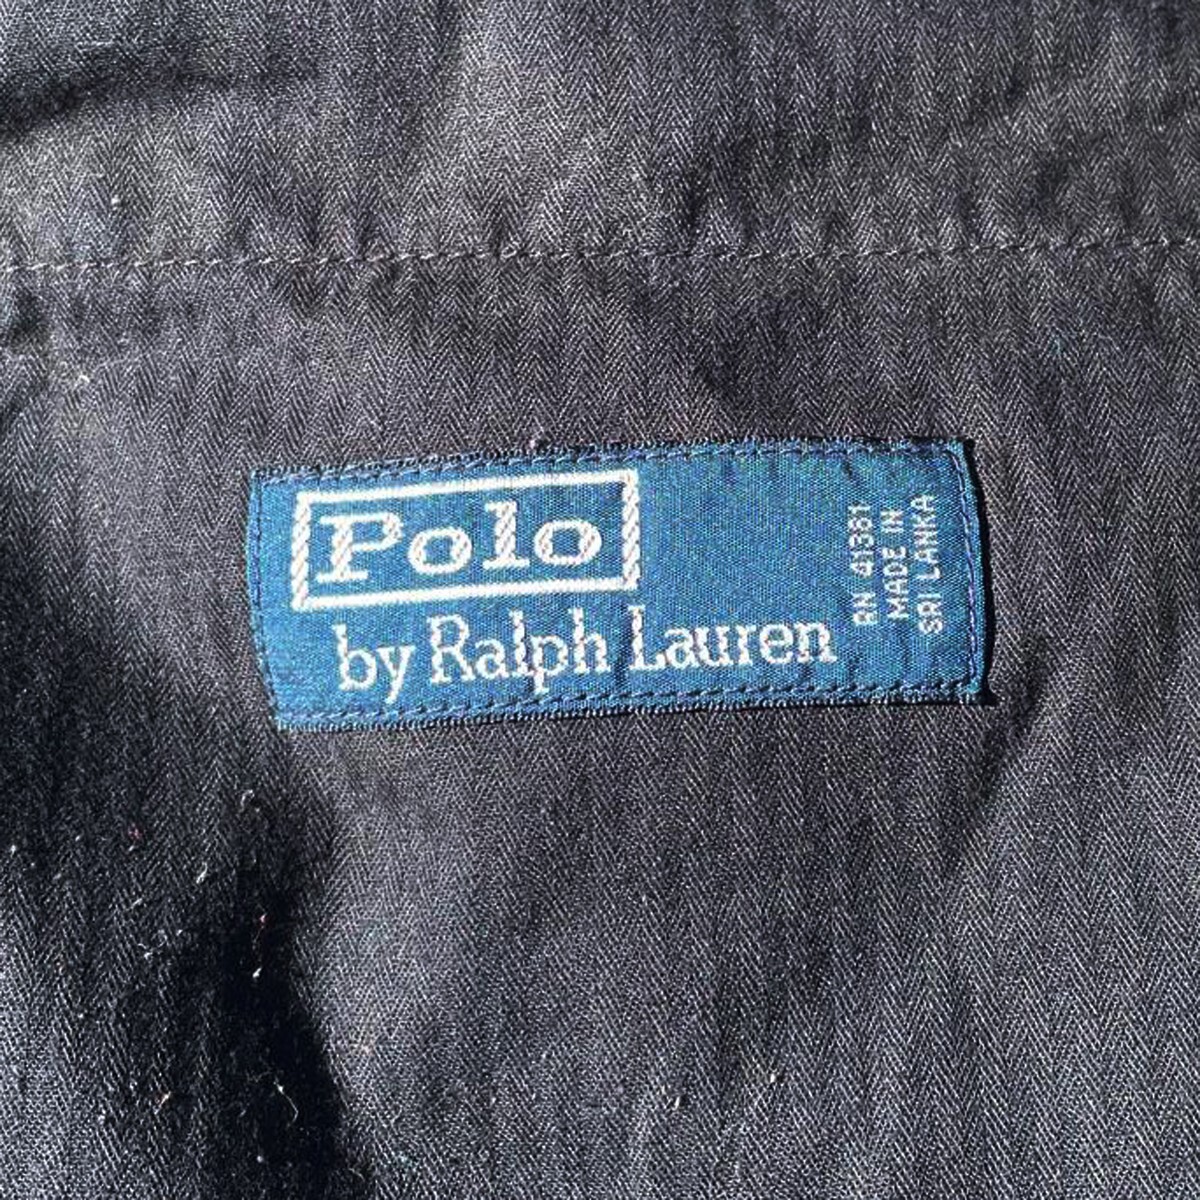 Polo
by Ralph Lauren
RN 41381
MADE IN
SRI LANKA